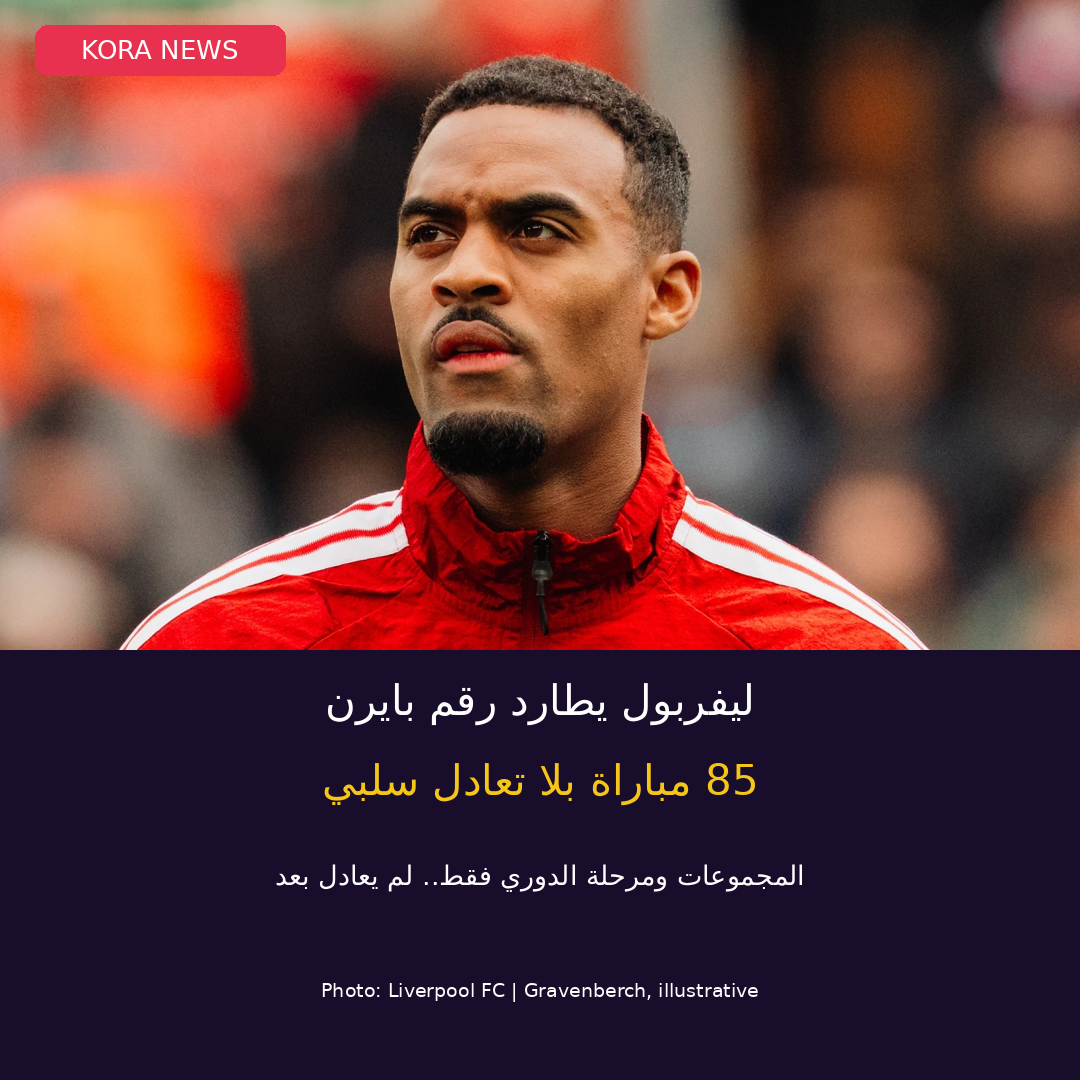 KORA NEWS
ليفربول يطارد رقم بايرن
85 مباراة بلا تعادل سلبي
المجموعات ومرحلة الدوري فقط.. لم يعادل بعد
Photo: Liverpool FC | Gravenberch, illustrative